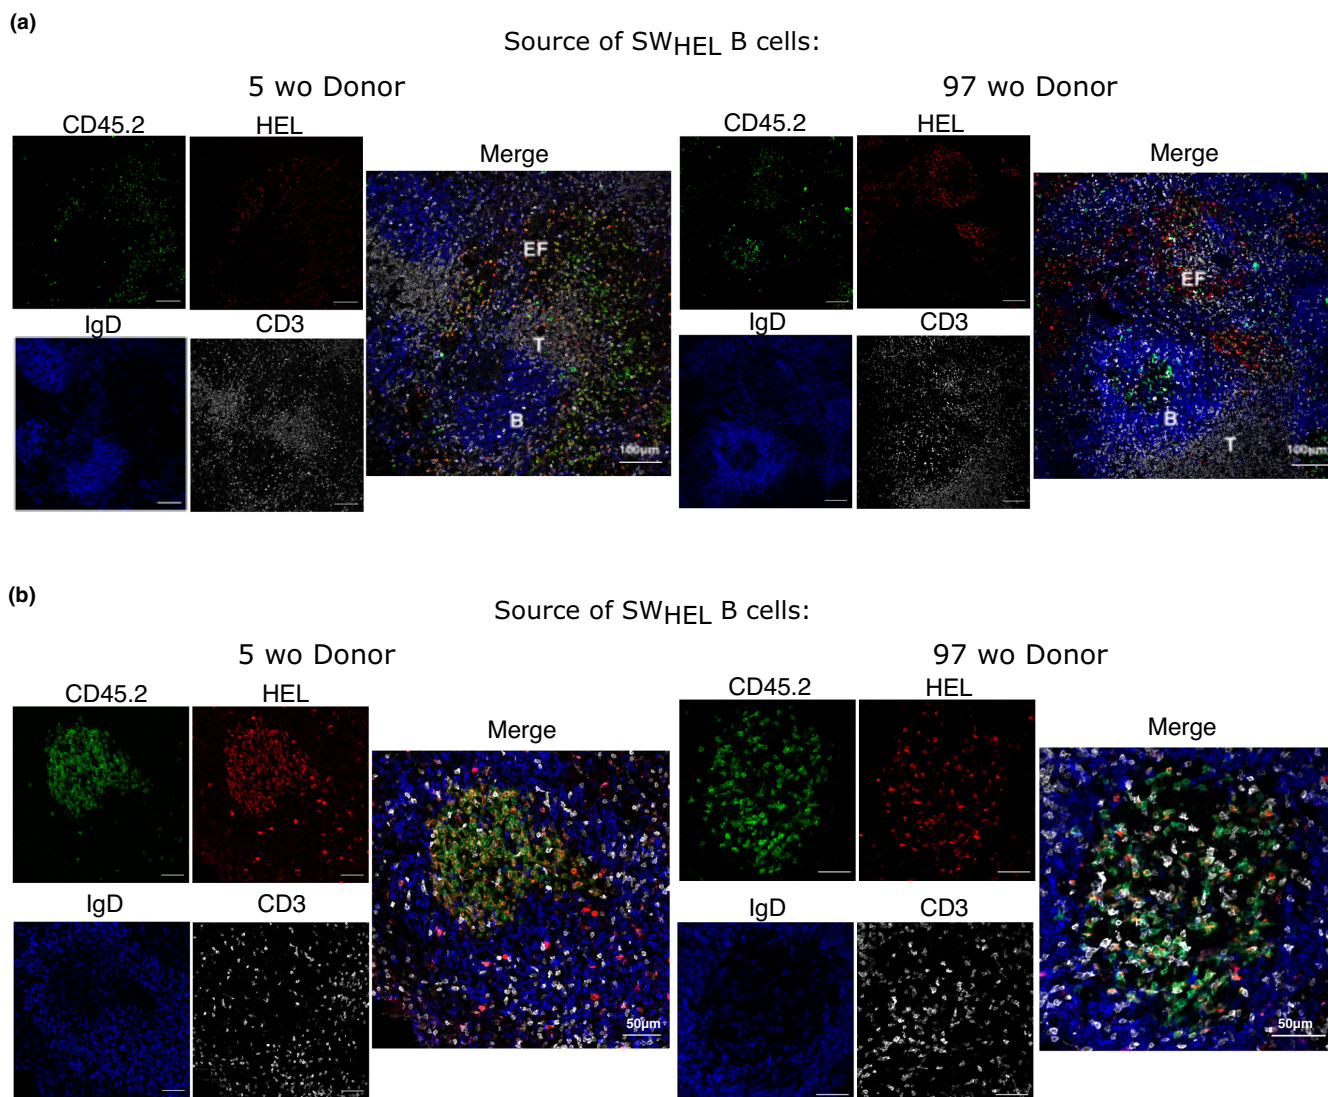 (a)
Source of SWHEL B cells:
5 wo Donor
97 wo Donor
CD45.2
HEL
Merge
IgD
CD3
EF
T
B
100µm
CD45.2
HEL
Merge
IgD
CD3
EF
B
T
100µm
(b)
Source of SWHEL B cells:
5 wo Donor
97 wo Donor
CD45.2
HEL
Merge
IgD
CD3
50µm
CD45.2
HEL
Merge
IgD
CD3
50µm